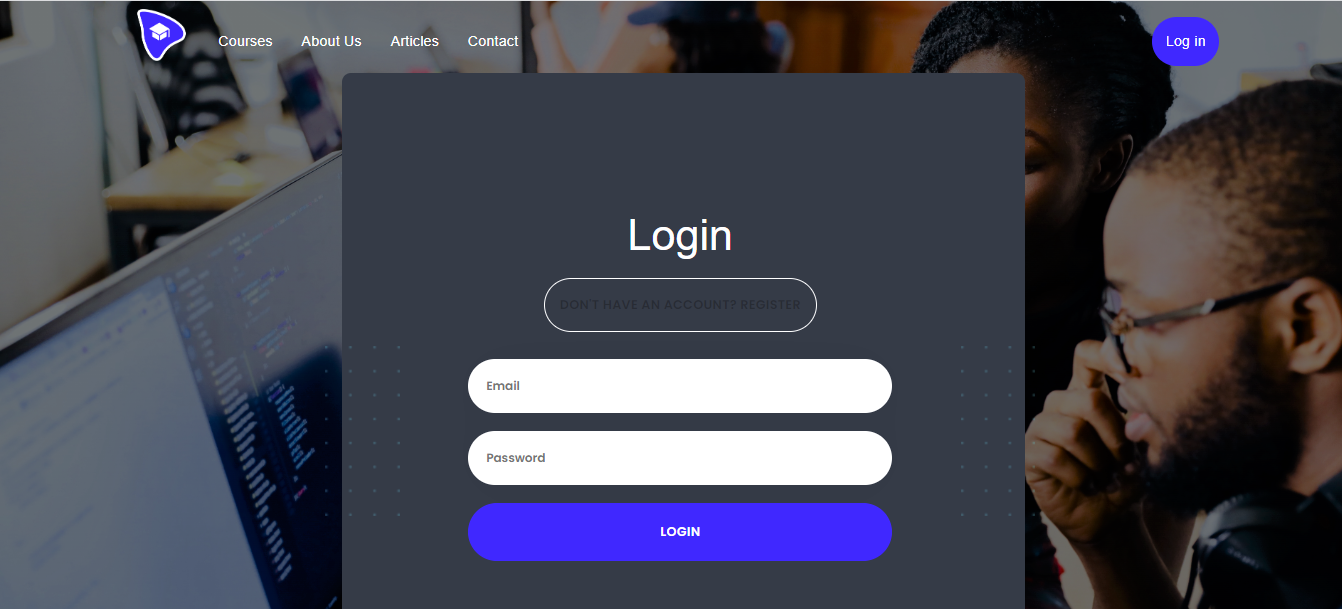 Courses About Us Articles Contact Log in
Login
DON'T HAVE AN ACCOUNT? REGISTER
Email
Password
LOGIN